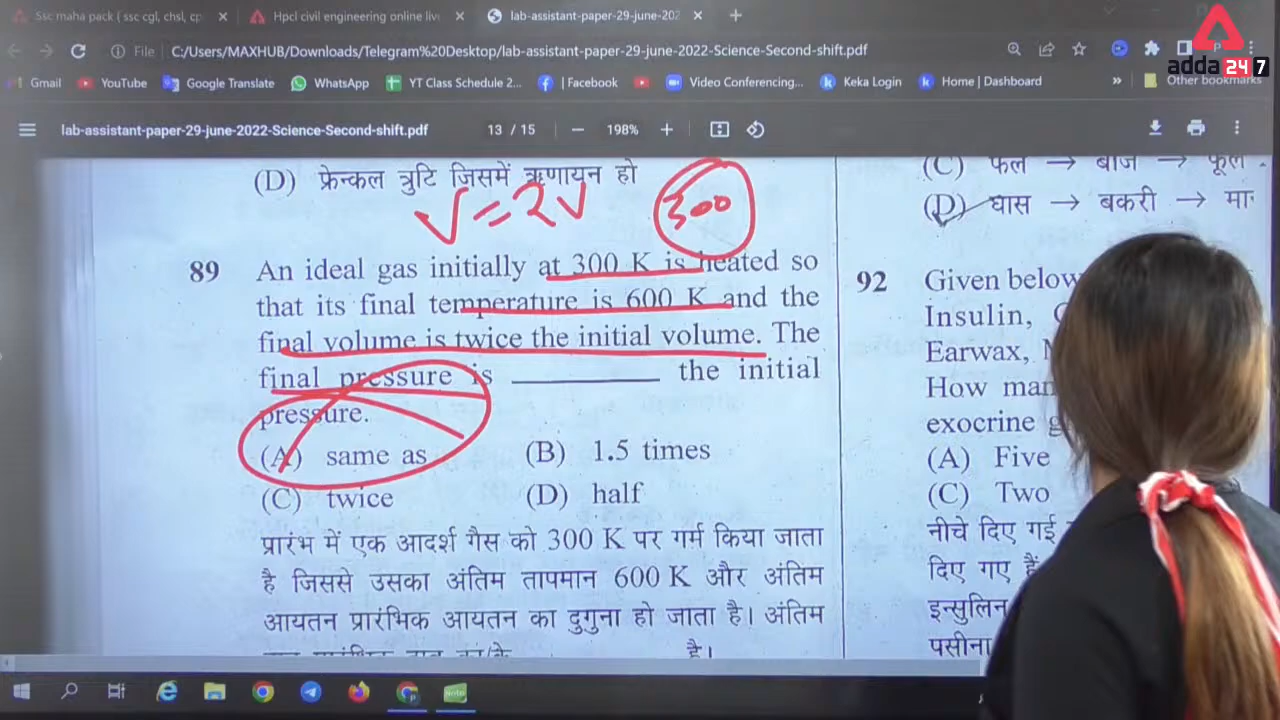 Ssc maha pack ( ssc cgl, chsl, cp
Hpcl civil engineering online live
lab-assistant-paper-29-june-202
File C:/Users/MAXHUB/Downloads/Telegram%20Desktop/lab-assistant-paper-29-june-2022-Science-Second-shift.pdf
P
adda 24 7
Gmail YouTube Google Translate WhatsApp YT Class Schedule 2... | Facebook Video Conferencing... Keka Login Home | Dashboard » Other bookmarks
lab-assistant-paper-29-june-2022-Science-Second-shift.pdf 13 / 15 198%
(D) फ्रेन्कल त्रुटि जिसमें ऋणायन हो
V = 2V 300
89 An ideal gas initially at 300 K is heated so
that its final temperature is 600 K and the
final volume is twice the initial volume. The
final pressure is __________ the initial
pressure.
(A) same as (B) 1.5 times
(C) twice (D) half
प्रारंभ में एक आदर्श गैस को 300 K पर गर्म किया जाता
है जिससे उसका अंतिम तापमान 600 K और अंतिम
आयतन प्रारंभिक आयतन का दुगुना हो जाता है। अंतिम
है।
(C) फल → बीज → फूल
(D) घास → बकरी →
92 Given below
Insulin,
Earwax,
How
exocrine
(A) Five
(C) Two
नीचे दिए गई
दिए गए हैं
पसीना
Note